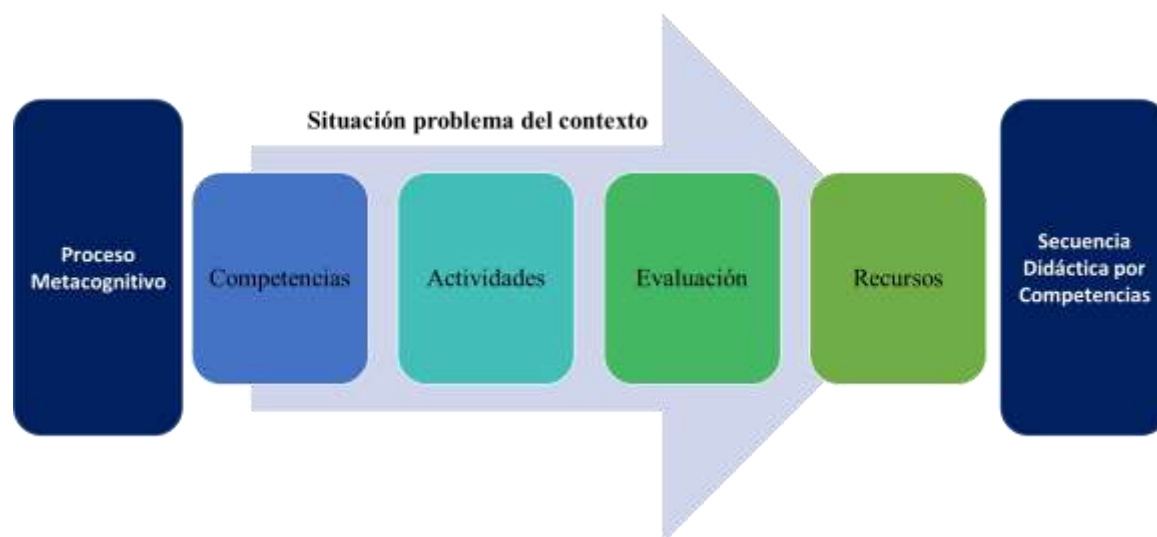 Situación problema del contexto
Proceso
Metacognitivo
Competencias
Actividades
Evaluación
Recursos
Secuencia
Didáctica por
Competencias